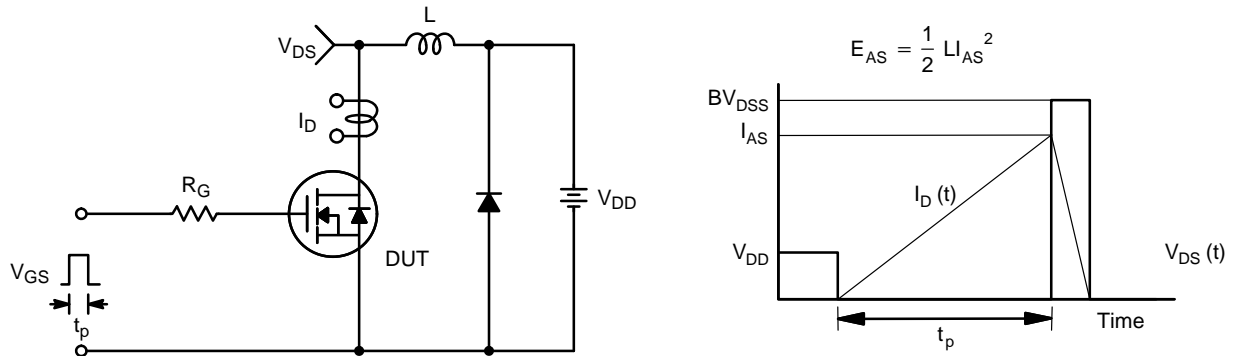 L
V_DS
I_D
R_G
V_DD
DUT
V_GS
t_p
E_AS = 1/2 LI_AS^2
BV_DSS
I_AS
I_D (t)
V_DD
V_DS (t)
t_p
Time